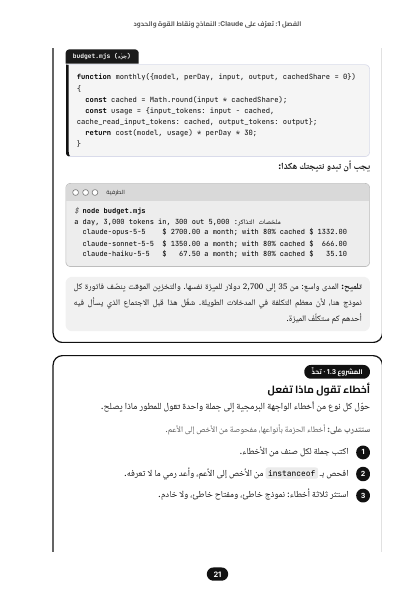 الفصل 1: تعرّف على Claude: النماذج ونقاط القوة والحدود
budget.mjs (جزء)
function monthly({model, perDay, input, output, cachedShare = 0})
{
const cached = Math.round(input * cachedShare);
const usage = {input_tokens: input - cached,
cache_read_input_tokens: cached, output_tokens: output};
return cost(model, usage) * perDay * 30;
}
يجب أن تبدو نتيجتك هكذا:
الطرفية
$ node budget.mjs
a day, 3,000 tokens in, 300 out 5,000 :ملخصات التذاكر
claude-opus-5-5 $ 2700.00 a month; with 80% cached $ 1332.00
claude-sonnet-5-5 $ 1350.00 a month; with 80% cached $ 666.00
claude-haiku-5-5 $ 67.50 a month; with 80% cached $ 35.10
تلميح: المدى واسع: من 35 إلى 2,700 دولار للميزة نفسها. والتخزين المؤقت ينصّف فاتورة كل
نموذج هنا، لأن معظم التكلفة في المدخلات الطويلة. شغّل هذا قبل الاجتماع الذي يسأل فيه
أحدهم كم ستكلّف الميزة.
المشروع 1.3 · تحدٍّ
أخطاء تقول ماذا تفعل
حوّل كل نوع من أخطاء الواجهة البرمجية إلى جملة واحدة تقول للمطور ماذا يصلح.
ستتدرب على: أخطاء الحزمة بأنواعها، مفحوصة من الأخص إلى الأعم.
1 اكتب جملة لكل صنف من الأخطاء.
2 افحص بـ instanceof من الأخص إلى الأعم، وأعد رمي ما لا تعرفه.
3 استثر ثلاثة أخطاء: نموذج خاطئ، ومفتاح خاطئ، ولا خادم.
21